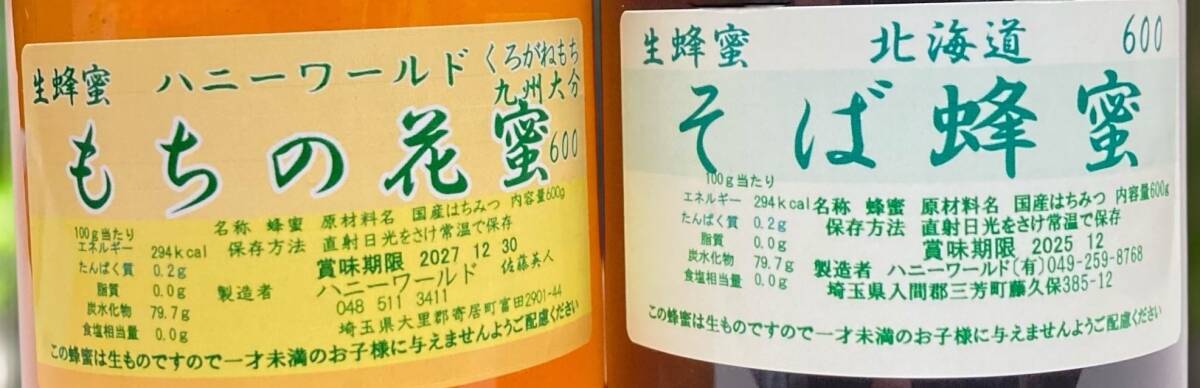 生蜂蜜 ハニーワールド くろがねもち
九州大分
もちの花蜜 600
100g当たり
エネルギー 294kcal
たんぱく質 0.2g
脂質 0.0g
炭水化物 79.7g
食塩相当量 0.0g
名称 蜂蜜 原材料名 国産はちみつ 内容量600g
保存方法 直射日光をさけ常温で保存
賞味期限 2027 12 30
製造者 ハニーワールド 佐藤英人
048 511 3411
埼玉県大里郡寄居町富田2901-44
この蜂蜜は生ものですので一才未満のお子様に与えませんようご配慮ください
生蜂蜜 北海道 600
そば蜂蜜
100g当たり
エネルギー 294kcal
たんぱく質 0.2g
脂質 0.0g
炭水化物 79.7g
食塩相当量 0.0g
名称 蜂蜜 原材料名 国産はちみつ 内容量600g
保存方法 直射日光をさけ常温で保存
賞味期限 2025 12
製造者 ハニーワールド(有)049-259-8768
埼玉県入間郡三芳町藤久保385-12
この蜂蜜は生ものですので一才未満のお子様に与えませんようご配慮ください